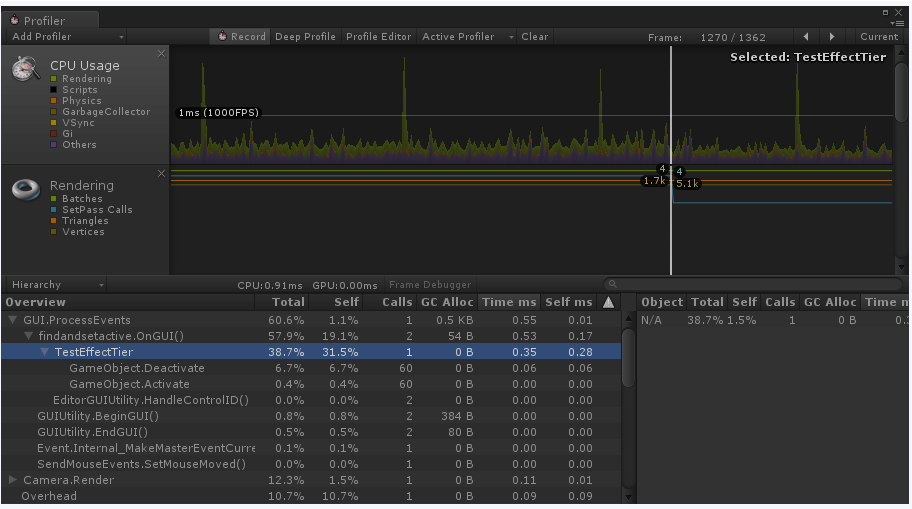 Profiler
Add Profiler Record Deep Profile Profile Editor Active Profiler Clear Frame: 1270 / 1362 Current
CPU Usage
Rendering
Scripts
Physics
GarbageCollector
VSync
Gi
Others
Selected: TestEffectTier
1ms (1000FPS)
Rendering
Batches
SetPass Calls
Triangles
Vertices
4 4
1.7k 5.1k
Hierarchy CPU:0.91ms GPU:0.00ms Frame Debugger
Overview Total Self Calls GC Alloc Time ms Self ms Object Total Self Calls GC Alloc Time m
GUI.ProcessEvents 60.6% 1.1% 1 0.5 KB 0.55 0.01 N/A 38.7% 1.5% 1 0 B
findandsetactive.OnGUI() 57.9% 19.1% 2 54 B 0.53 0.17
TestEffectTier 38.7% 31.5% 1 0 B 0.35 0.28
GameObject.Deactivate 6.7% 6.7% 60 0 B 0.06 0.06
GameObject.Activate 0.4% 0.4% 60 0 B 0.00 0.00
EditorGUIUtility.HandleControlID() 0.0% 0.0% 2 0 B 0.00 0.00
GUIUtility.BeginGUI() 0.8% 0.8% 2 384 B 0.00 0.00
GUIUtility.EndGUI() 0.5% 0.5% 2 80 B 0.00 0.00
Event.Internal_MakeMasterEventCurre 0.1% 0.1% 1 0 B 0.00 0.00
SendMouseEvents.SetMouseMoved() 0.0% 0.0% 1 0 B 0.00 0.00
Camera.Render 12.3% 1.5% 1 0 B 0.11 0.01
Overhead 10.7% 10.7% 1 0 B 0.09 0.09